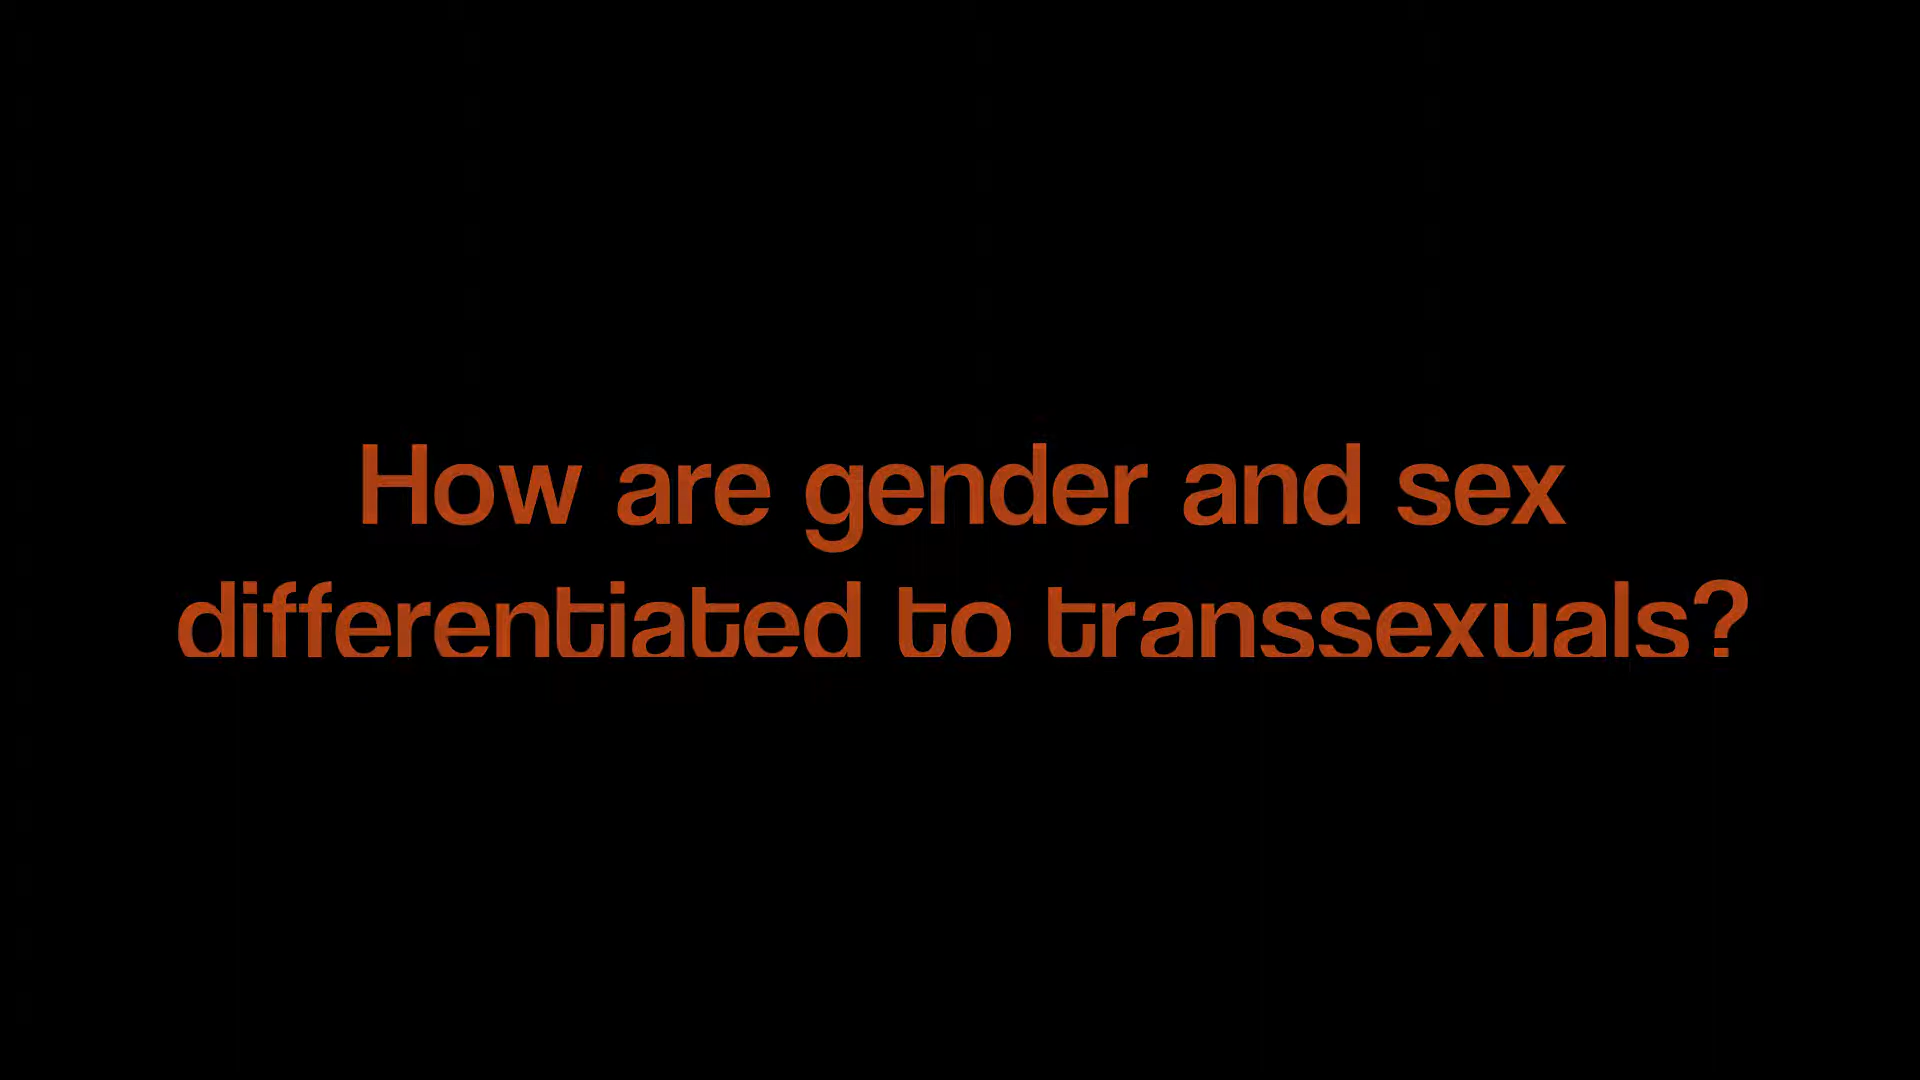 How are gender and sex
differentiated to transsexuals?